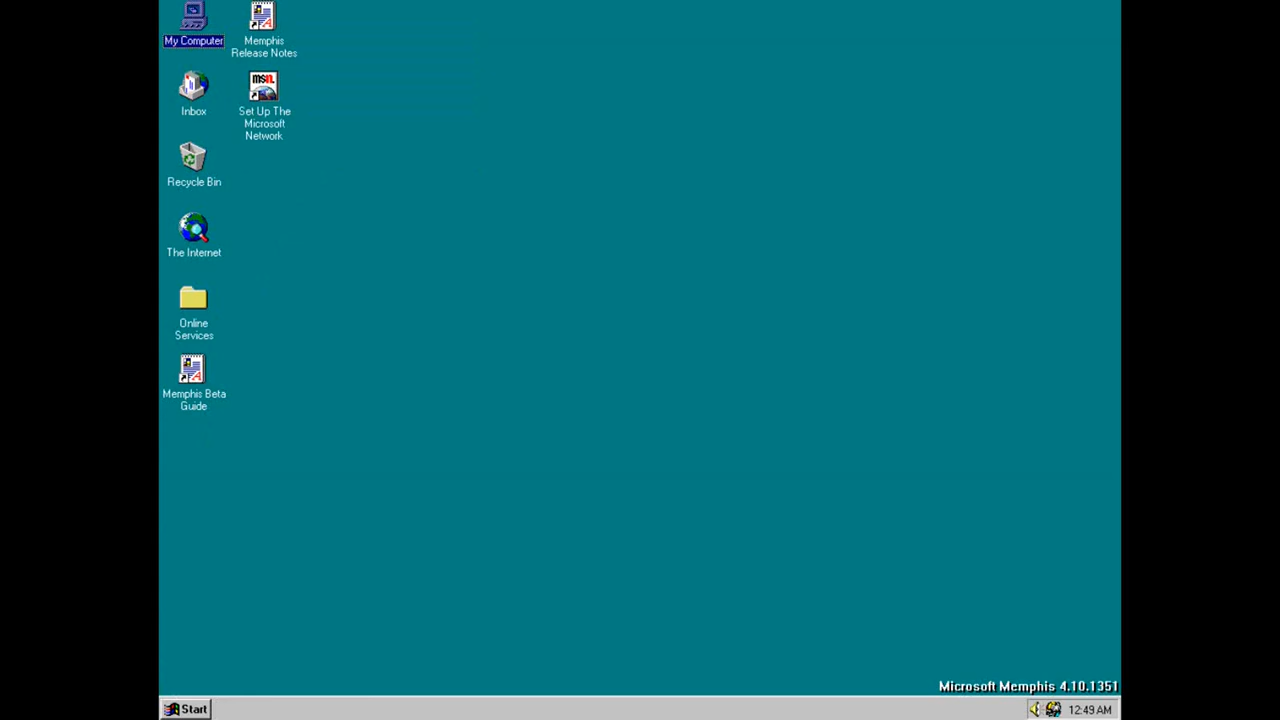 My Computer
Memphis
Release Notes
Inbox
msn.
Set Up The
Microsoft
Network
Recycle Bin
The Internet
Online
Services
Memphis Beta
Guide
Microsoft Memphis 4.10.1351
Start
12:49 AM